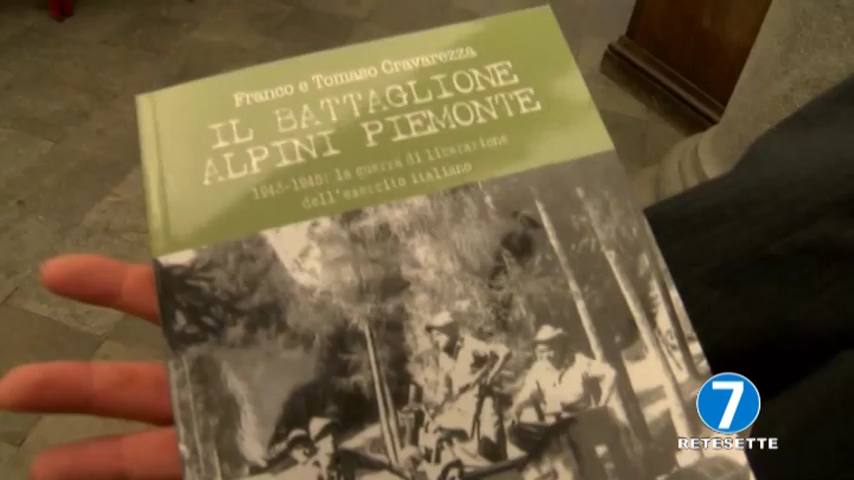 Franco e Tomaso Cravarezza
IL BATTAGLIONE
ALPINI PIEMONTE
1943-1945: la guerra di liberazione
dell'esercito italiano
7
RETESETTE